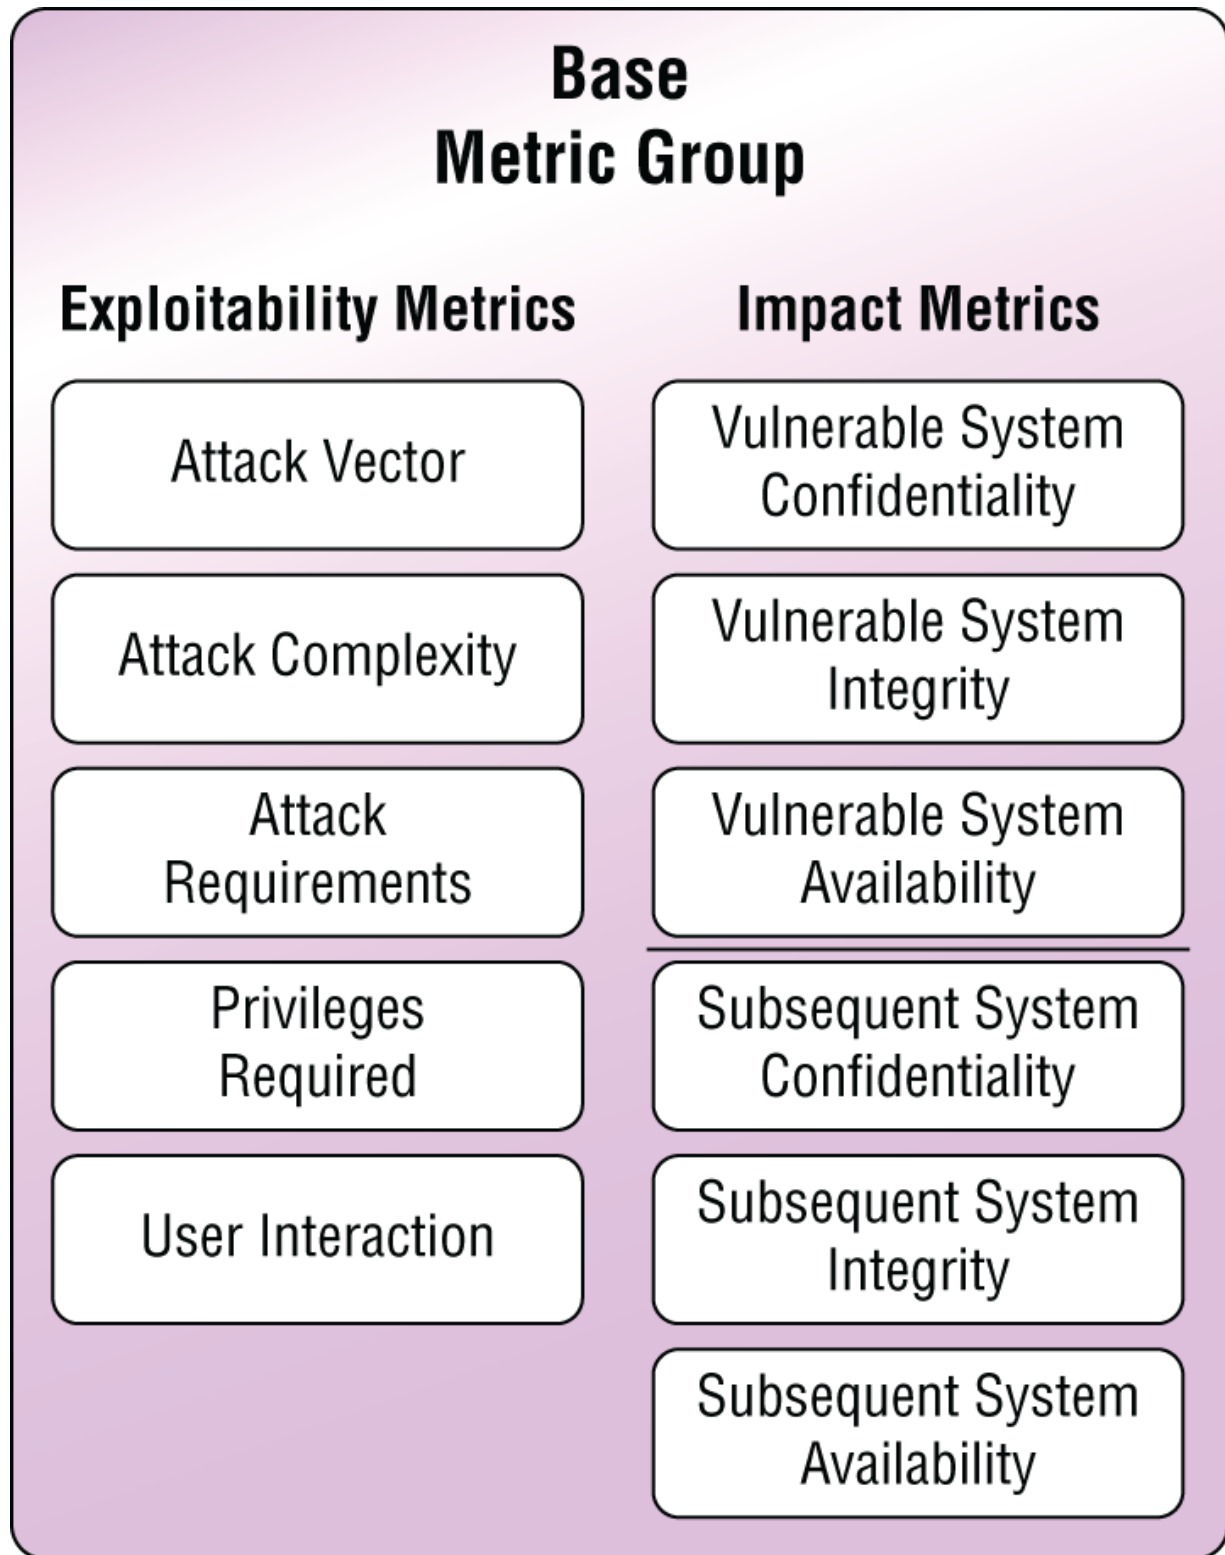 Base
Metric Group
Exploitability Metrics
Attack Vector
Attack Complexity
Attack
Requirements
Privileges
Required
User Interaction
Impact Metrics
Vulnerable System
Confidentiality
Vulnerable System
Integrity
Vulnerable System
Availability
Subsequent System
Confidentiality
Subsequent System
Integrity
Subsequent System
Availability